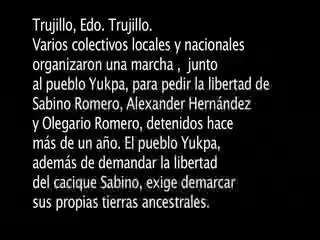 Trujillo, Edo. Trujillo.
Varios colectivos locales y nacionales
organizaron una marcha , junto
al pueblo Yukpa, para pedir la libertad de
Sabino Romero, Alexander Hernández
y Olegario Romero, detenidos hace
más de un año. El pueblo Yukpa,
además de demandar la libertad
del cacique Sabino, exige demarcar
sus propias tierras ancestrales.